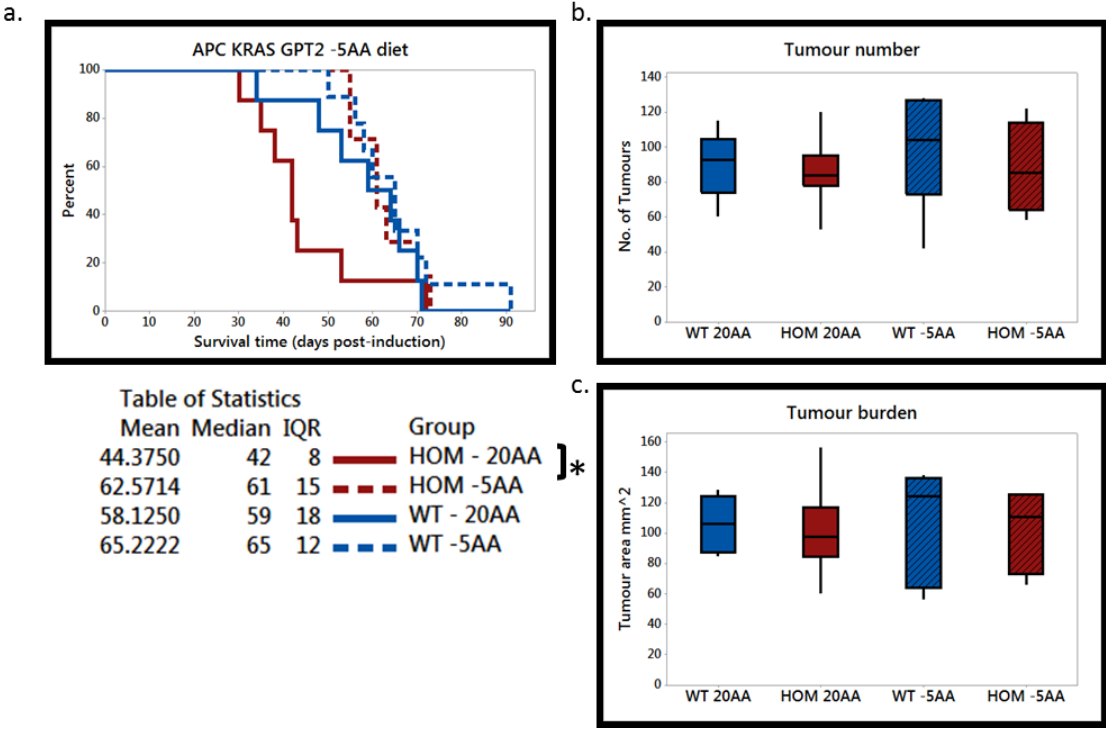 a.
APC KRAS GPT2 -5AA diet
100
80
60
40
20
0
Percent
0 10 20 30 40 50 60 70 80 90
Survival time (days post-induction)
Table of Statistics
Mean Median IQR Group
44.3750 42 8 HOM - 20AA
62.5714 61 15 HOM -5AA
58.1250 59 18 WT - 20AA
65.2222 65 12 WT -5AA
*
b.
Tumour number
140
120
100
80
60
40
20
0
No. of Tumours
WT 20AA HOM 20AA WT -5AA HOM -5AA
c.
Tumour burden
160
140
120
100
80
60
40
20
0
Tumour area mm^2
WT 20AA HOM 20AA WT -5AA HOM -5AA